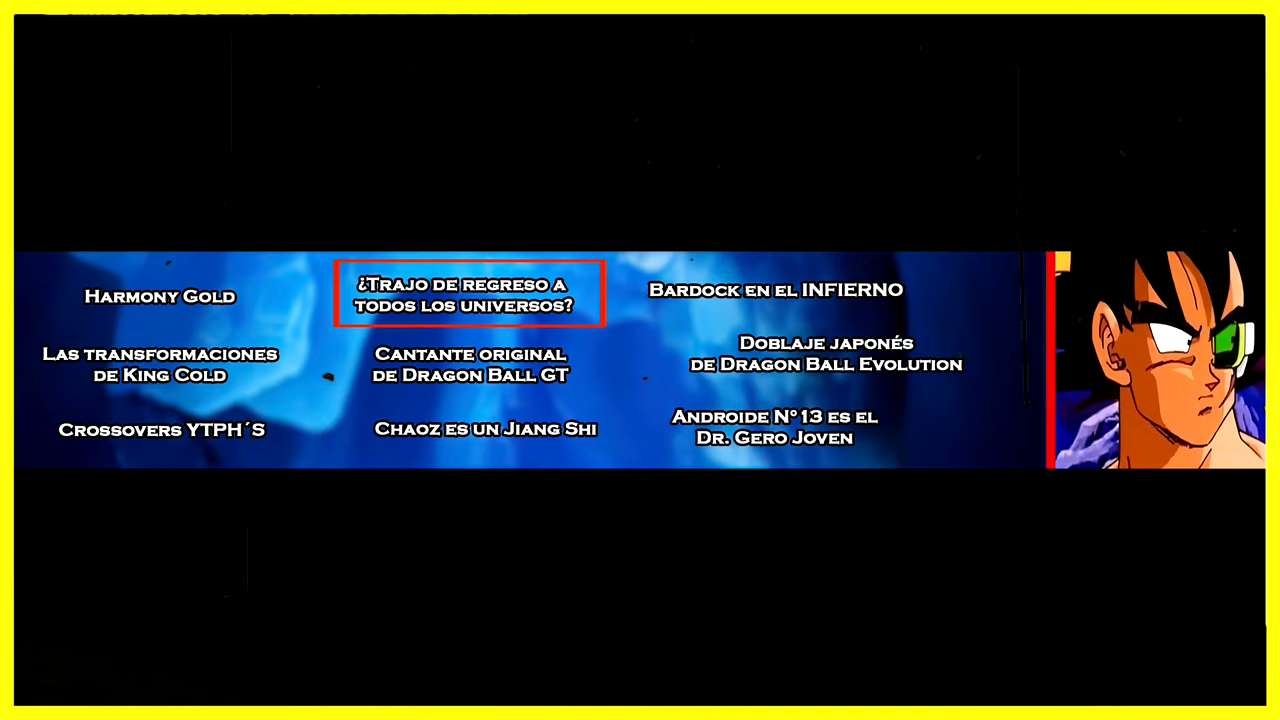 Harmony Gold
¿Trajo de regreso a
todos los universos?
Bardock en el INFIERNO
Las transformaciones
de King Cold
Cantante original
de Dragon Ball GT
Doblaje japonés
de Dragon Ball Evolution
Crossovers YTPH´S
Chaoz es un Jiang Shi
Androide N° 13 es el
Dr. Gero Joven